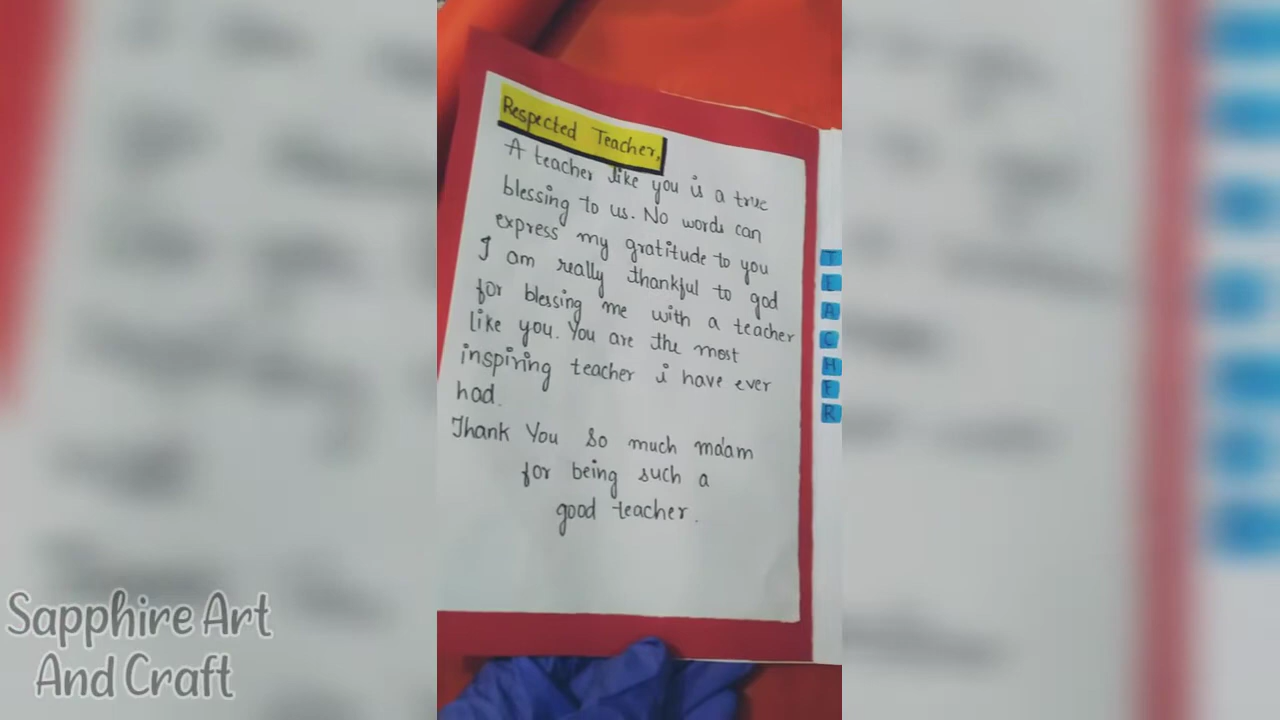 Respected Teacher,
A teacher like you is a true
blessing to us. No words can
express my gratitude to you
I am really thankful to god
for blessing me with a teacher
like you. You are the most
inspiring teacher i have ever
had.
Thank You So much ma'am
for being such a
good teacher.
T
E
A
C
H
E
R
Sapphire Art
And Craft